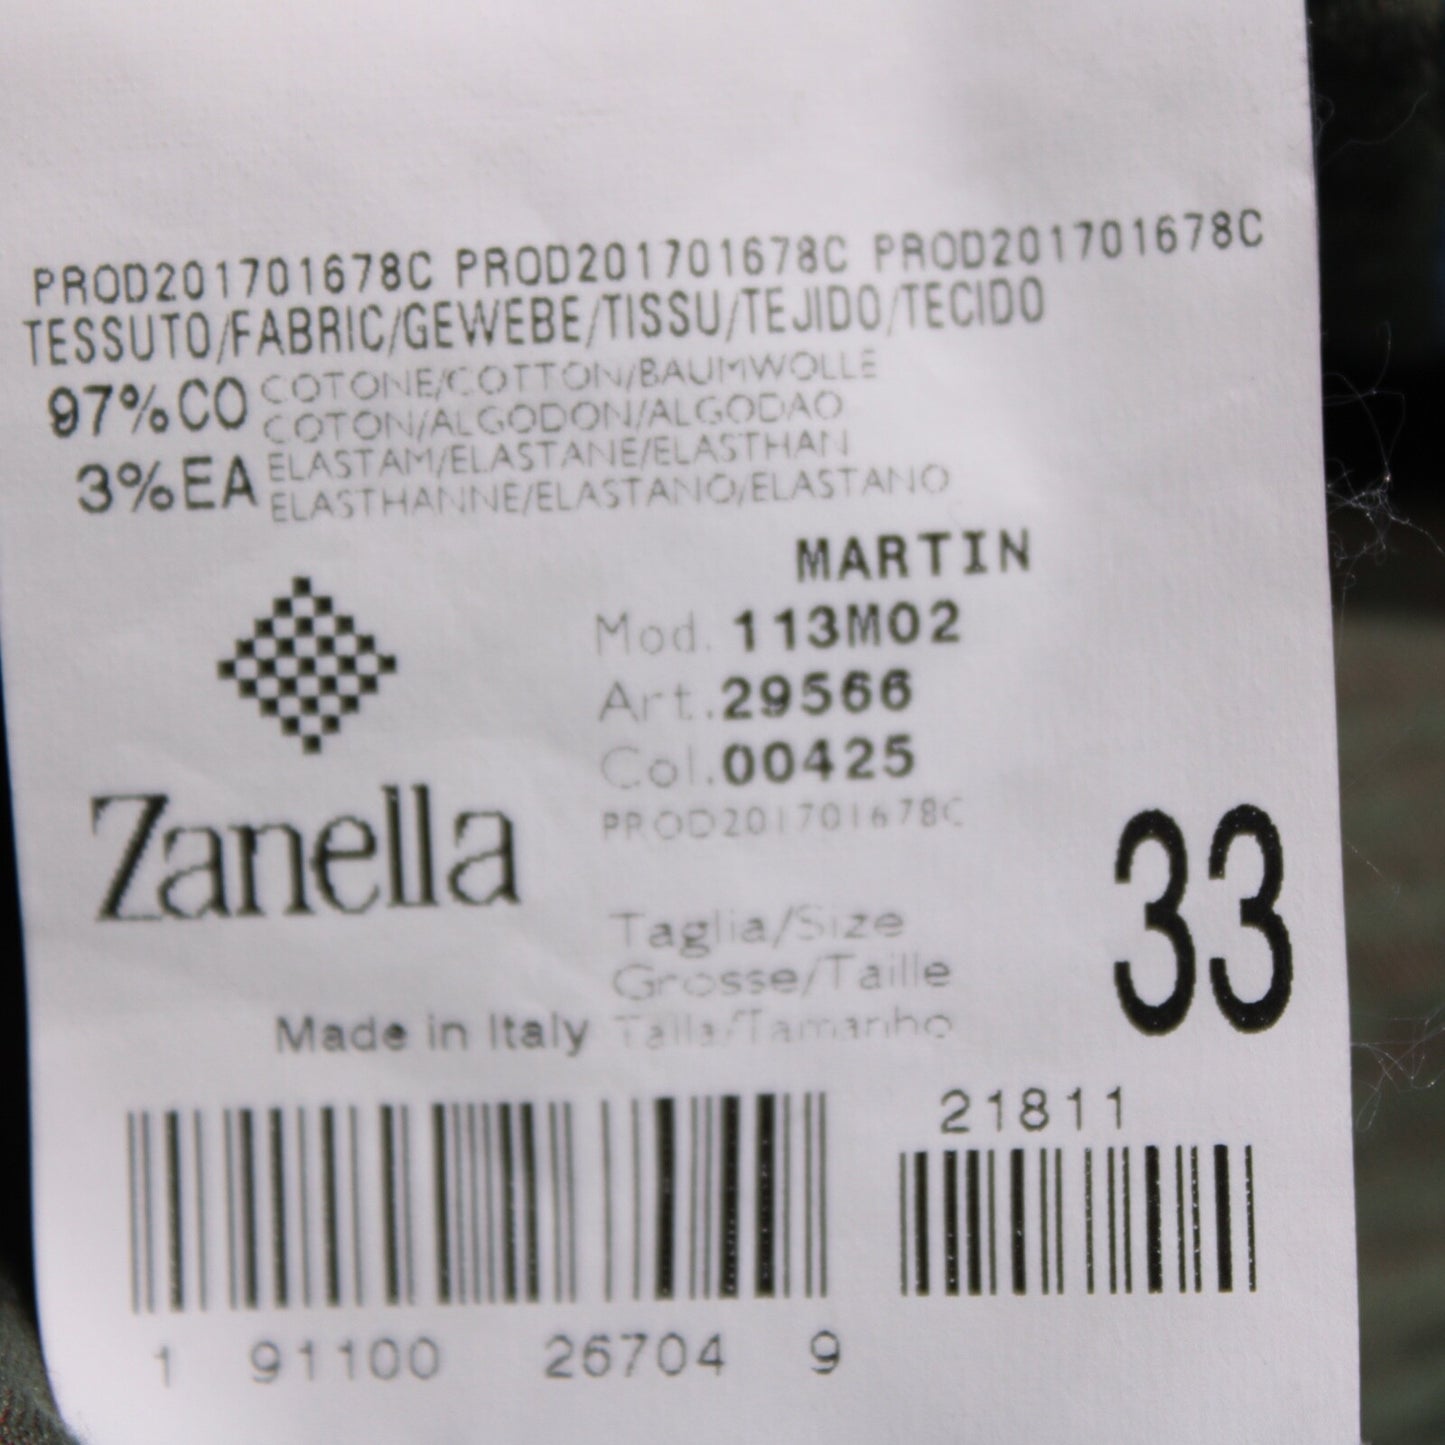 PROD201701678C PROD201701678C PROD201701678C
TESSUTO/FABRIC/GEWEBE/TISSU/TEJIDO/TECIDO
97%CO COTONE/COTTON/BAUMWOLLE
COTON/ALGODON/ALGODAO
3%EA ELASTAM/ELASTANE/ELASTHAN
ELASTHANNE/ELASTANO/ELASTANO
MARTIN
Mod. 113M02
Art. 29566
Col. 00425
PROD201701678C
Zanella
Taglia/Size
Grosse/Taille
Talla/Tamanho
33
Made in Italy
21811
1 91100 26704 9